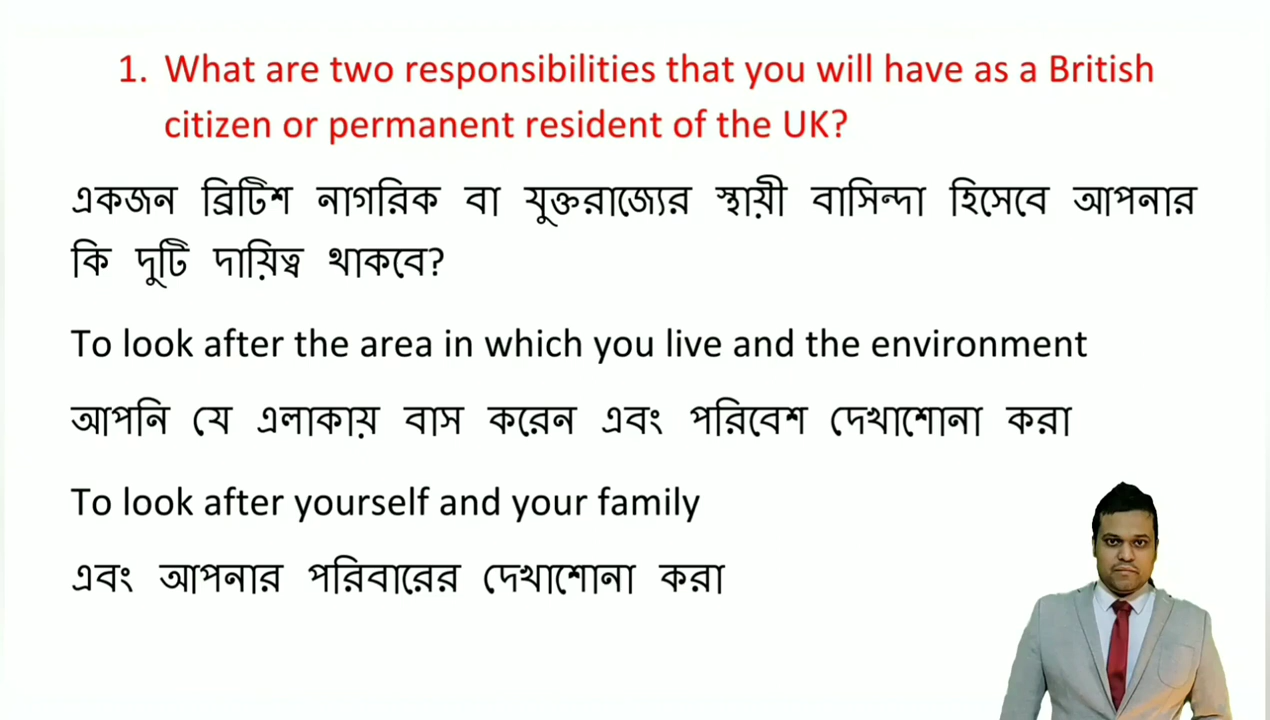 1. What are two responsibilities that you will have as a British
citizen or permanent resident of the UK?
একজন ব্রিটিশ নাগরিক বা যুক্তরাজ্যের স্থায়ী বাসিন্দা হিসেবে আপনার
কি দুটি দায়িত্ব থাকবে?
To look after the area in which you live and the environment
আপনি যে এলাকায় বাস করেন এবং পরিবেশ দেখাশোনা করা
To look after yourself and your family
এবং আপনার পরিবারের দেখাশোনা করা